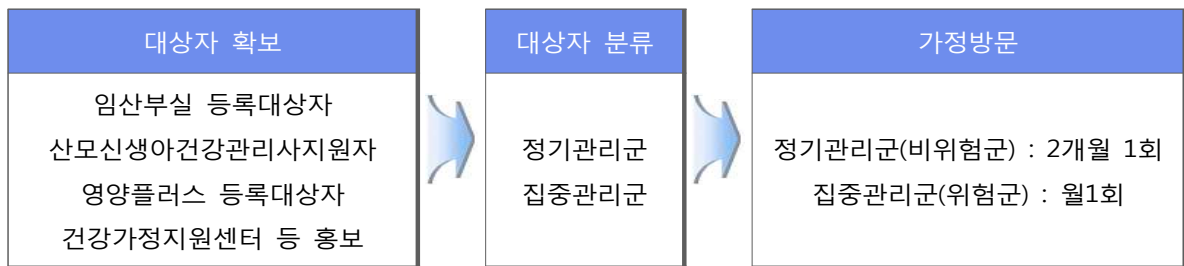 대상자 확보
임산부실 등록대상자
산모신생아건강관리사지원자
영양플러스 등록대상자
건강가정지원센터 등 홍보
대상자 분류
정기관리군
집중관리군
가정방문
정기관리군(비위험군) : 2개월 1회
집중관리군(위험군) : 월1회